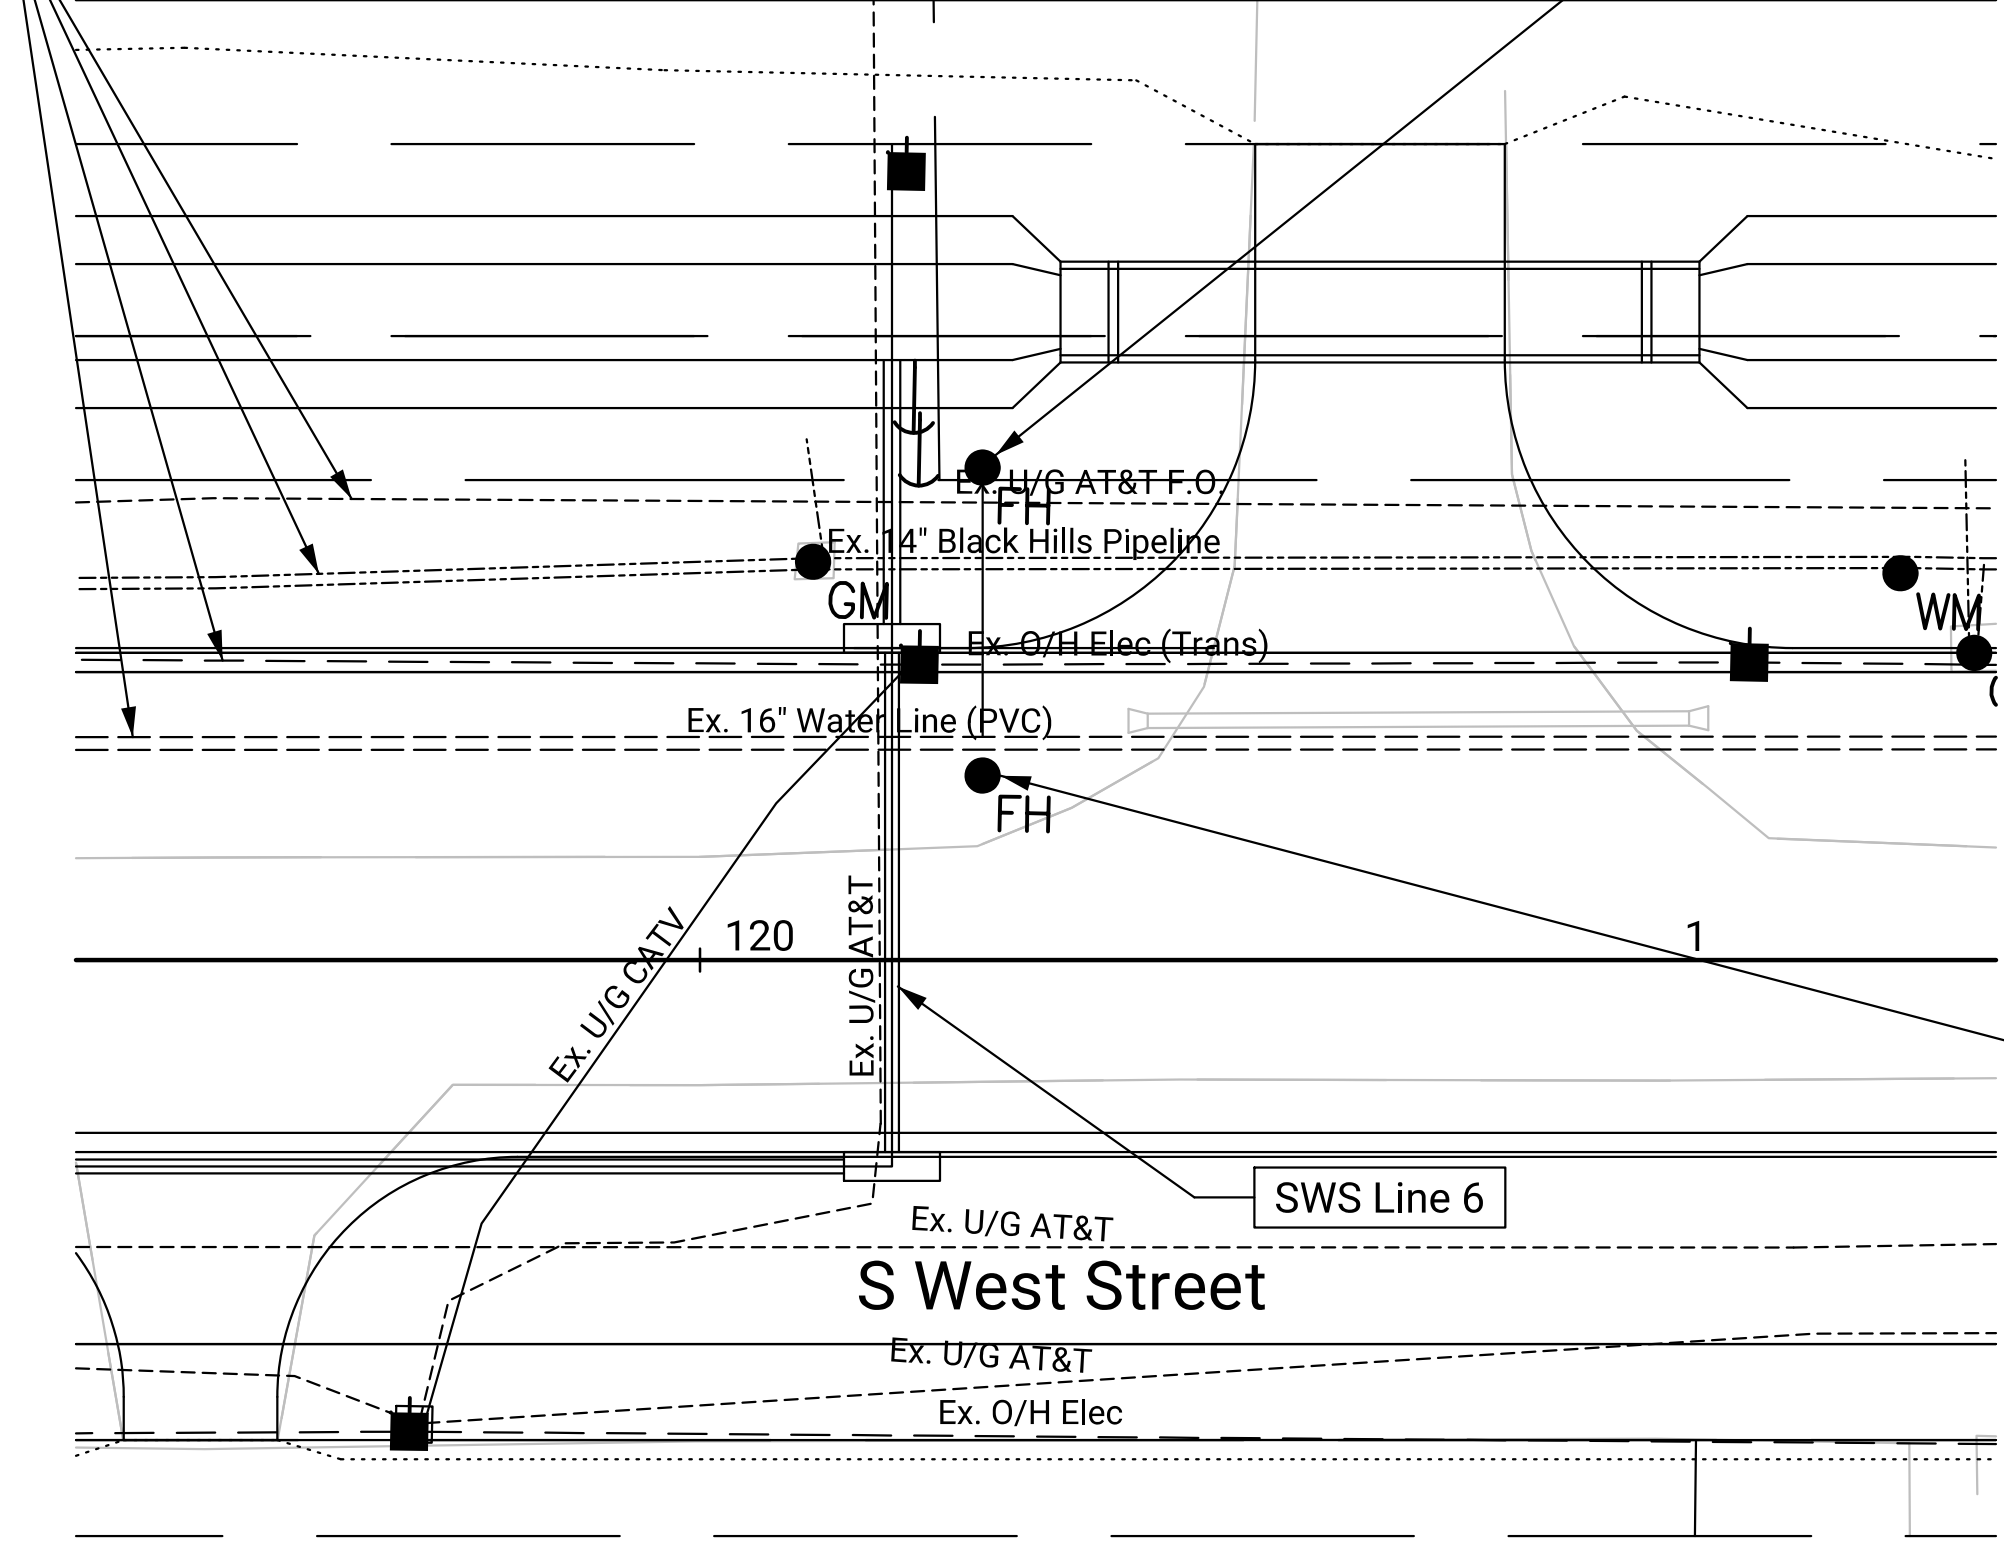 Ex. U/G AT&T F.O.
FH
Ex. 14" Black Hills Pipeline
GM
WM
Ex. O/H Elec (Trans)
Ex. 16" Water Line (PVC)
FH
Ex. U/G CATV
120
Ex. U/G AT&T
1
SWS Line 6
Ex. U/G AT&T
S West Street
Ex. U/G AT&T
Ex. O/H Elec